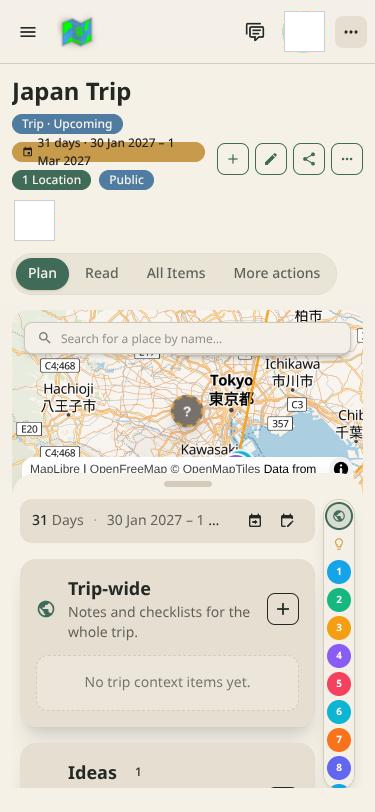 Japan Trip
Trip · Upcoming
31 days · 30 Jan 2027 – 1
Mar 2027
1 Location
Public
Plan
Read
All Items
More actions
柏市
Search for a place by name...
C4;468
Ichikawa
市川市
Hachioji
八王子市
Tokyo
東京都
?
C3
357
E20
千葉
C4;468
Kawasaki
MapLibre | OpenFreeMap © OpenMapTiles Data from
31 Days · 30 Jan 2027 – 1 ...
Trip-wide
Notes and checklists for the
whole trip.
No trip context items yet.
Ideas 1
1
2
3
4
5
6
7
8